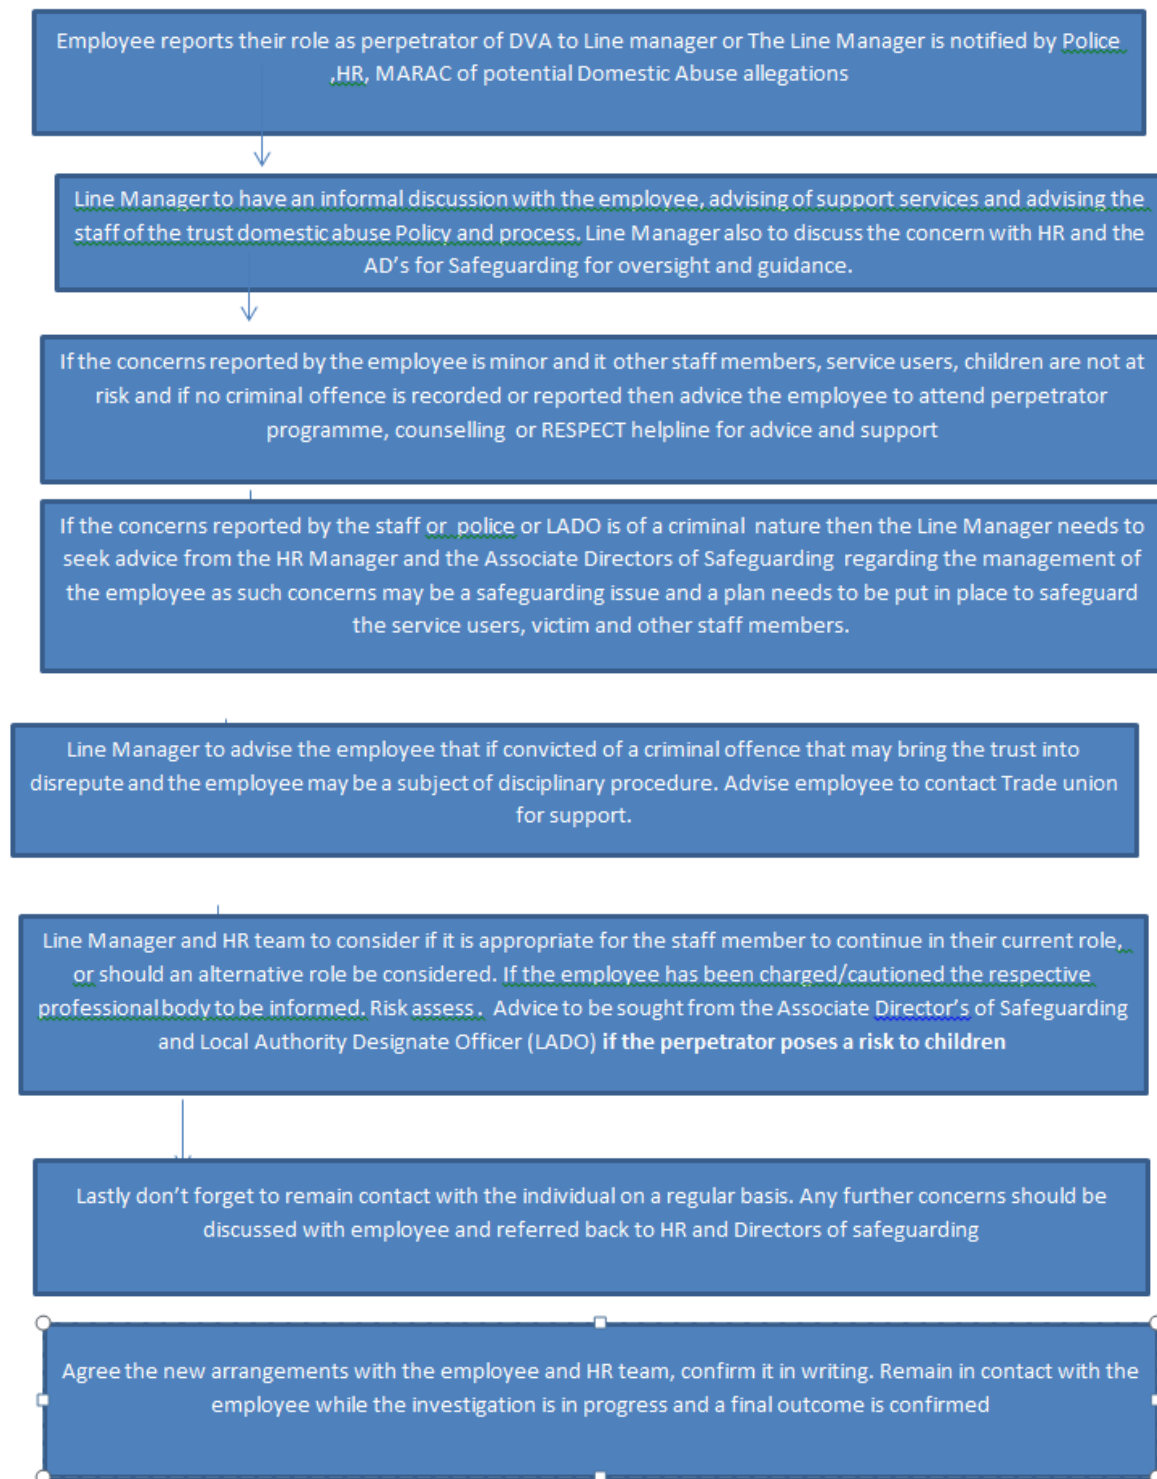 Employee reports their role as perpetrator of DVA to Line manager or The Line Manager is notified by Police
,HR, MARAC of potential Domestic Abuse allegations
Line Manager to have an informal discussion with the employee, advising of support services and advising the
staff of the trust domestic abuse Policy and process. Line Manager also to discuss the concern with HR and the
AD's for Safeguarding for oversight and guidance.
If the concerns reported by the employee is minor and it other staff members, service users, children are not at
risk and if no criminal offence is recorded or reported then advice the employee to attend perpetrator
programme, counselling or RESPECT helpline for advice and support
If the concerns reported by the staff or police or LADO is of a criminal nature then the Line Manager needs to
seek advice from the HR Manager and the Associate Directors of Safeguarding regarding the management of
the employee as such concerns may be a safeguarding issue and a plan needs to be put in place to safeguard
the service users, victim and other staff members.
Line Manager to advise the employee that if convicted of a criminal offence that may bring the trust into
disrepute and the employee may be a subject of disciplinary procedure. Advise employee to contact Trade union
for support.
Line Manager and HR team to consider if it is appropriate for the staff member to continue in their current role,
or should an alternative role be considered. If the employee has been charged/cautioned the respective
professional body to be informed. Risk assess . Advice to be sought from the Associate Director's of Safeguarding
and Local Authority Designate Officer (LADO) if the perpetrator poses a risk to children
Lastly don't forget to remain contact with the individual on a regular basis. Any further concerns should be
discussed with employee and referred back to HR and Directors of safeguarding
Agree the new arrangements with the employee and HR team, confirm it in writing. Remain in contact with the
employee while the investigation is in progress and a final outcome is confirmed